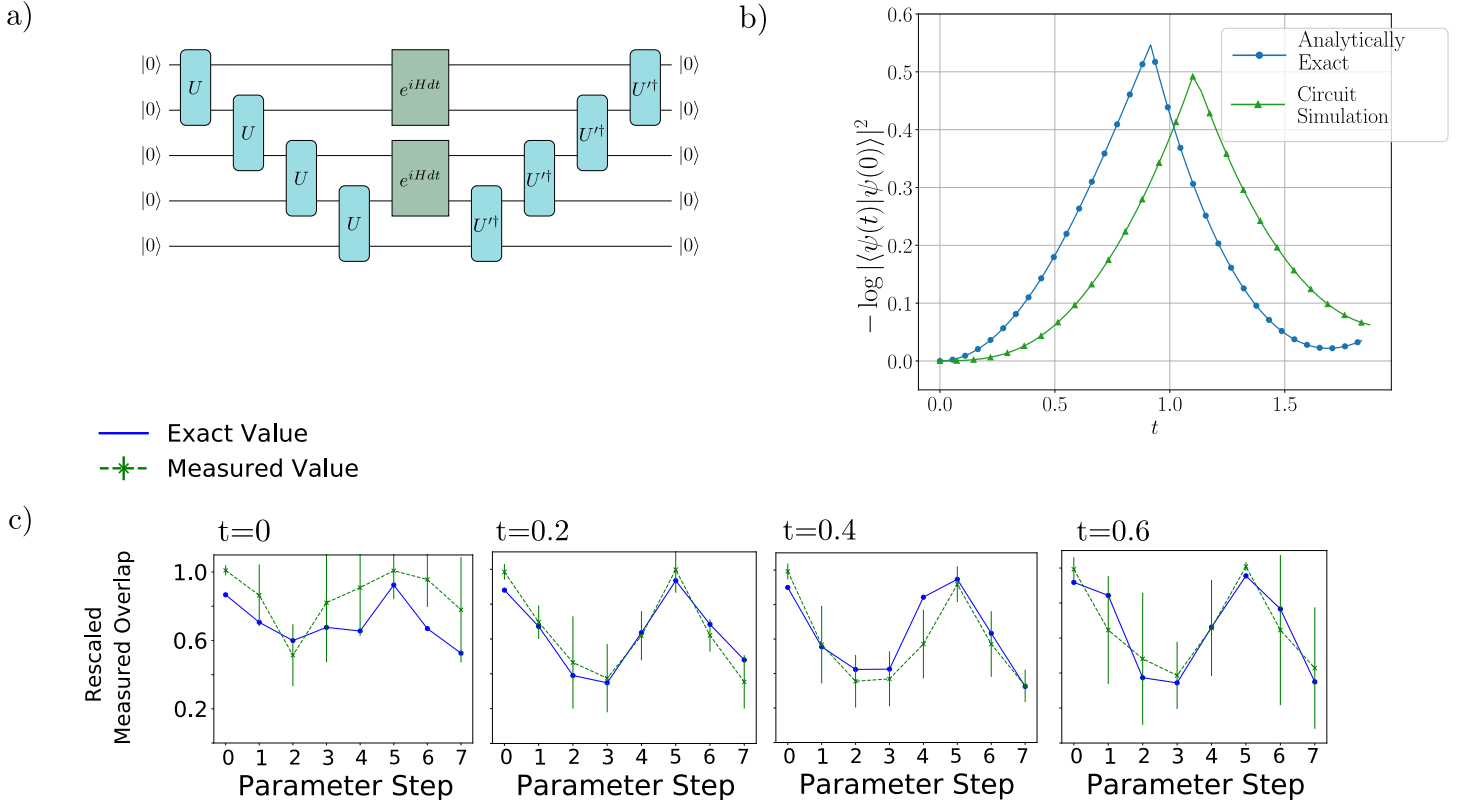 a)
|0⟩ U e^{iHdt} U′† |0⟩
|0⟩ U U′† |0⟩
|0⟩ U e^{iHdt} U′† |0⟩
|0⟩ U U′† |0⟩
|0⟩ |0⟩
b)
0.6
0.5
0.4
0.3
0.2
0.1
0.0
− log |⟨ψ(t)|ψ(0)⟩|²
0.0 0.5 1.0 1.5
t
Analytically
Exact
Circuit
Simulation
Exact Value
Measured Value
c)
t=0 t=0.2 t=0.4 t=0.6
Rescaled
Measured Overlap
1.0
0.6
0.2
0 1 2 3 4 5 6 7 0 1 2 3 4 5 6 7 0 1 2 3 4 5 6 7 0 1 2 3 4 5 6 7
Parameter Step Parameter Step Parameter Step Parameter Step